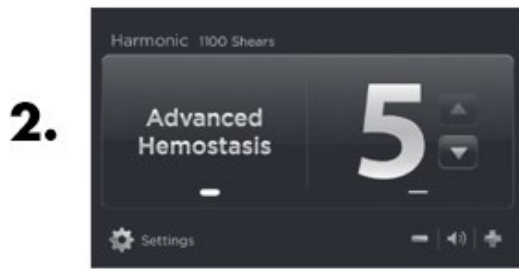 2.
Harmonic 1100 Shears
Advanced
Hemostasis
5
Settings